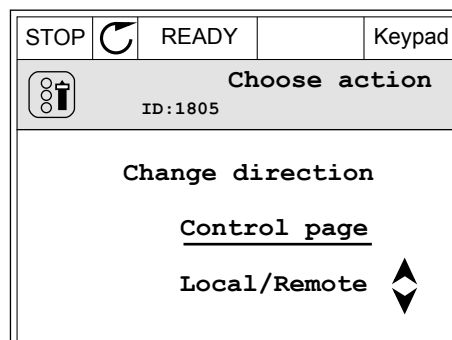 STOP READY Keypad
Choose action
ID:1805
Change direction
Control page
Local/Remote